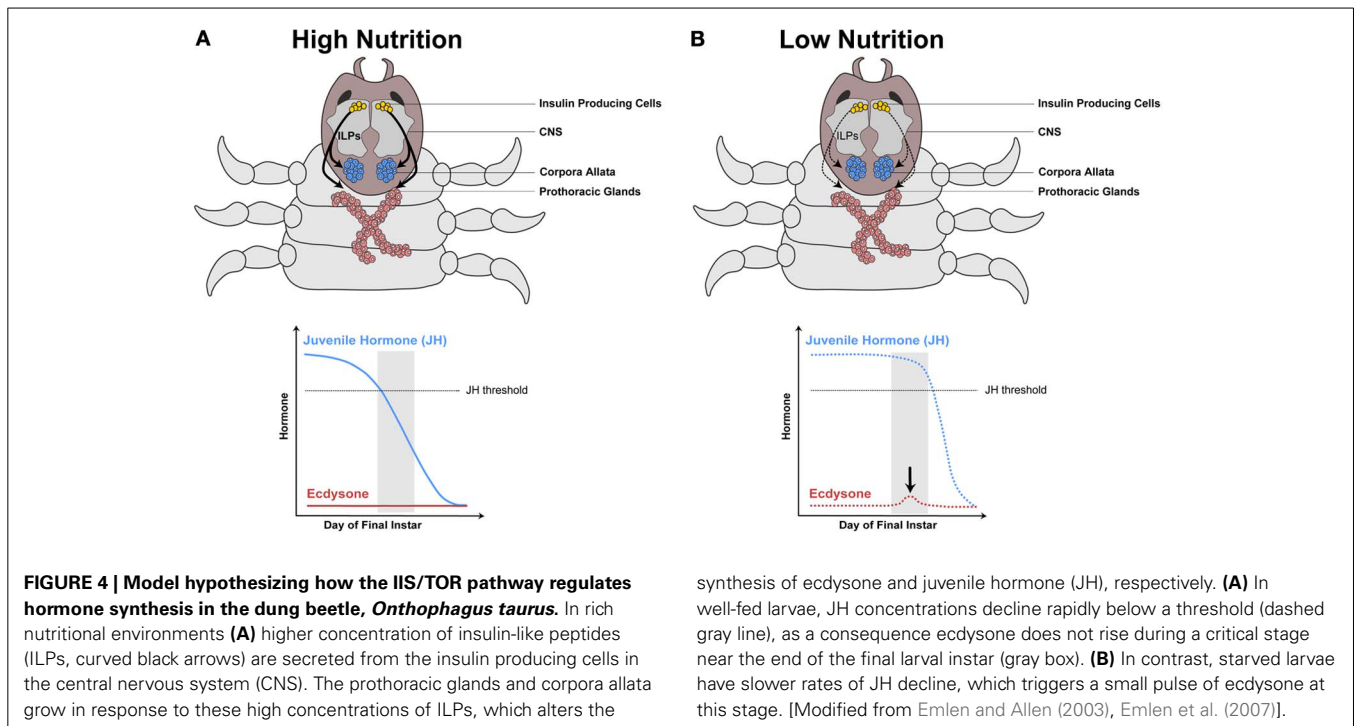 A High Nutrition
Insulin Producing Cells
ILPs
CNS
Corpora Allata
Prothoracic Glands
Juvenile Hormone (JH)
JH threshold
Hormone
Ecdysone
Day of Final Instar
B Low Nutrition
Insulin Producing Cells
ILPs
CNS
Corpora Allata
Prothoracic Glands
Juvenile Hormone (JH)
JH threshold
Hormone
Ecdysone
Day of Final Instar
FIGURE 4 | Model hypothesizing how the IIS/TOR pathway regulates
hormone synthesis in the dung beetle, Onthophagus taurus. In rich
nutritional environments (A) higher concentration of insulin-like peptides
(ILPs, curved black arrows) are secreted from the insulin producing cells in
the central nervous system (CNS). The prothoracic glands and corpora allata
grow in response to these high concentrations of ILPs, which alters the
synthesis of ecdysone and juvenile hormone (JH), respectively. (A) In
well-fed larvae, JH concentrations decline rapidly below a threshold (dashed
gray line), as a consequence ecdysone does not rise during a critical stage
near the end of the final larval instar (gray box). (B) In contrast, starved larvae
have slower rates of JH decline, which triggers a small pulse of ecdysone at
this stage. [Modified from Emlen and Allen (2003), Emlen et al. (2007)].